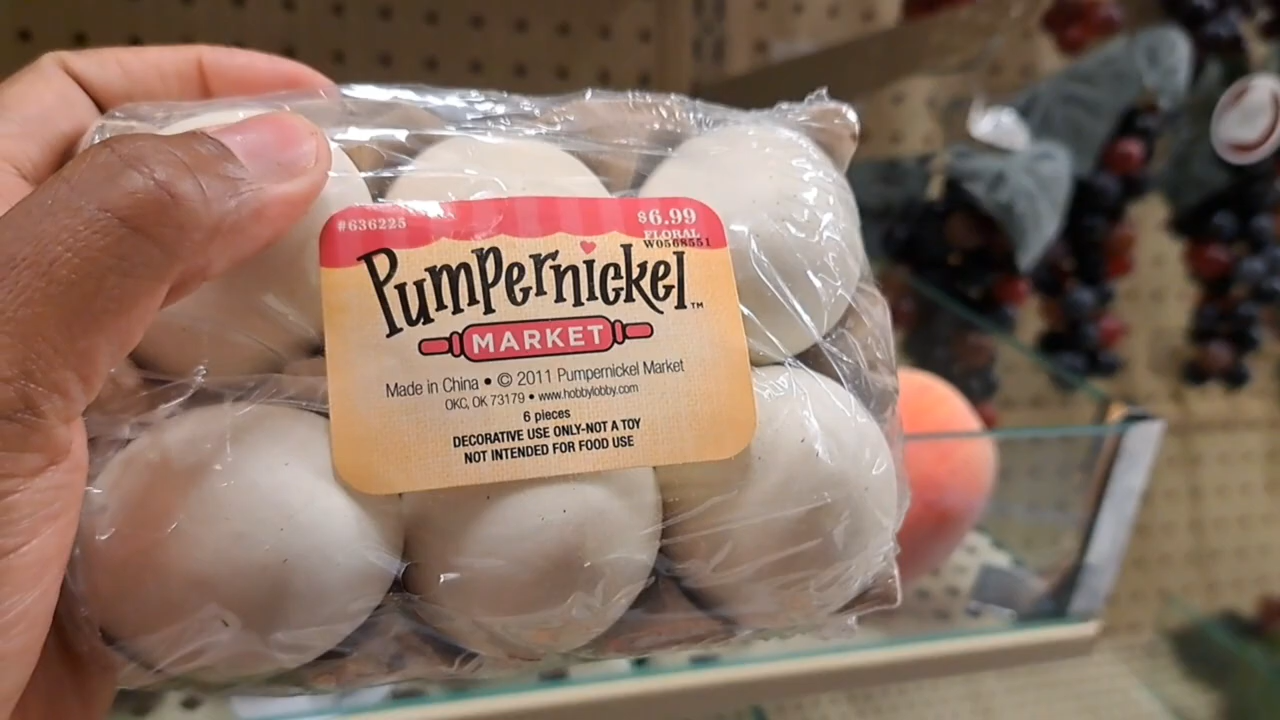 #636225
$6.99
FLORAL
W0568551
Pumpernickel™
MARKET
Made in China • © 2011 Pumpernickel Market
OKC, OK 73179 • www.hobbylobby.com
6 pieces
DECORATIVE USE ONLY-NOT A TOY
NOT INTENDED FOR FOOD USE